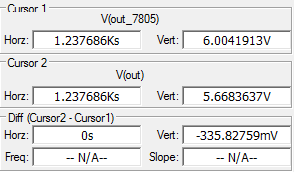 Cursor 1
V(out_7805)
Horz: 1.237686Ks Vert: 6.0041913V
Cursor 2
V(out)
Horz: 1.237686Ks Vert: 5.6683637V
Diff (Cursor2 - Cursor1)
Horz: 0s Vert: -335.82759mV
Freq: -- N/A-- Slope: -- N/A--